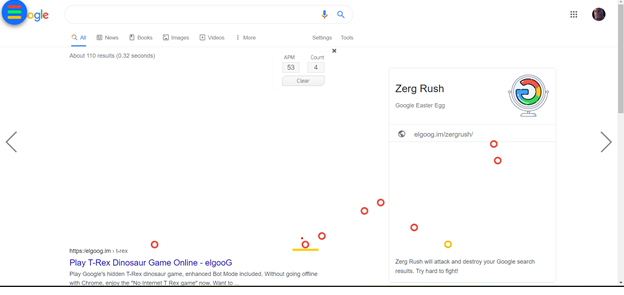 ogle
All
News
Books
Images
Videos
More
Settings
Tools
About 110 results (0.32 seconds)
APM
Count
53
4
Clear
Zerg Rush
Google Easter Egg
elgoog.im/zergrush/
https:/elgoog.im › t-rex
Play T-Rex Dinosaur Game Online - elgooG
Play Google's hidden T-Rex dinosaur game, enhanced Bot Mode included. Without going offline
with Chrome, enjoy the "No Internet T Rex game" now. Want to ...
Zerg Rush will attack and destroy your Google search
results. Try hard to fight!